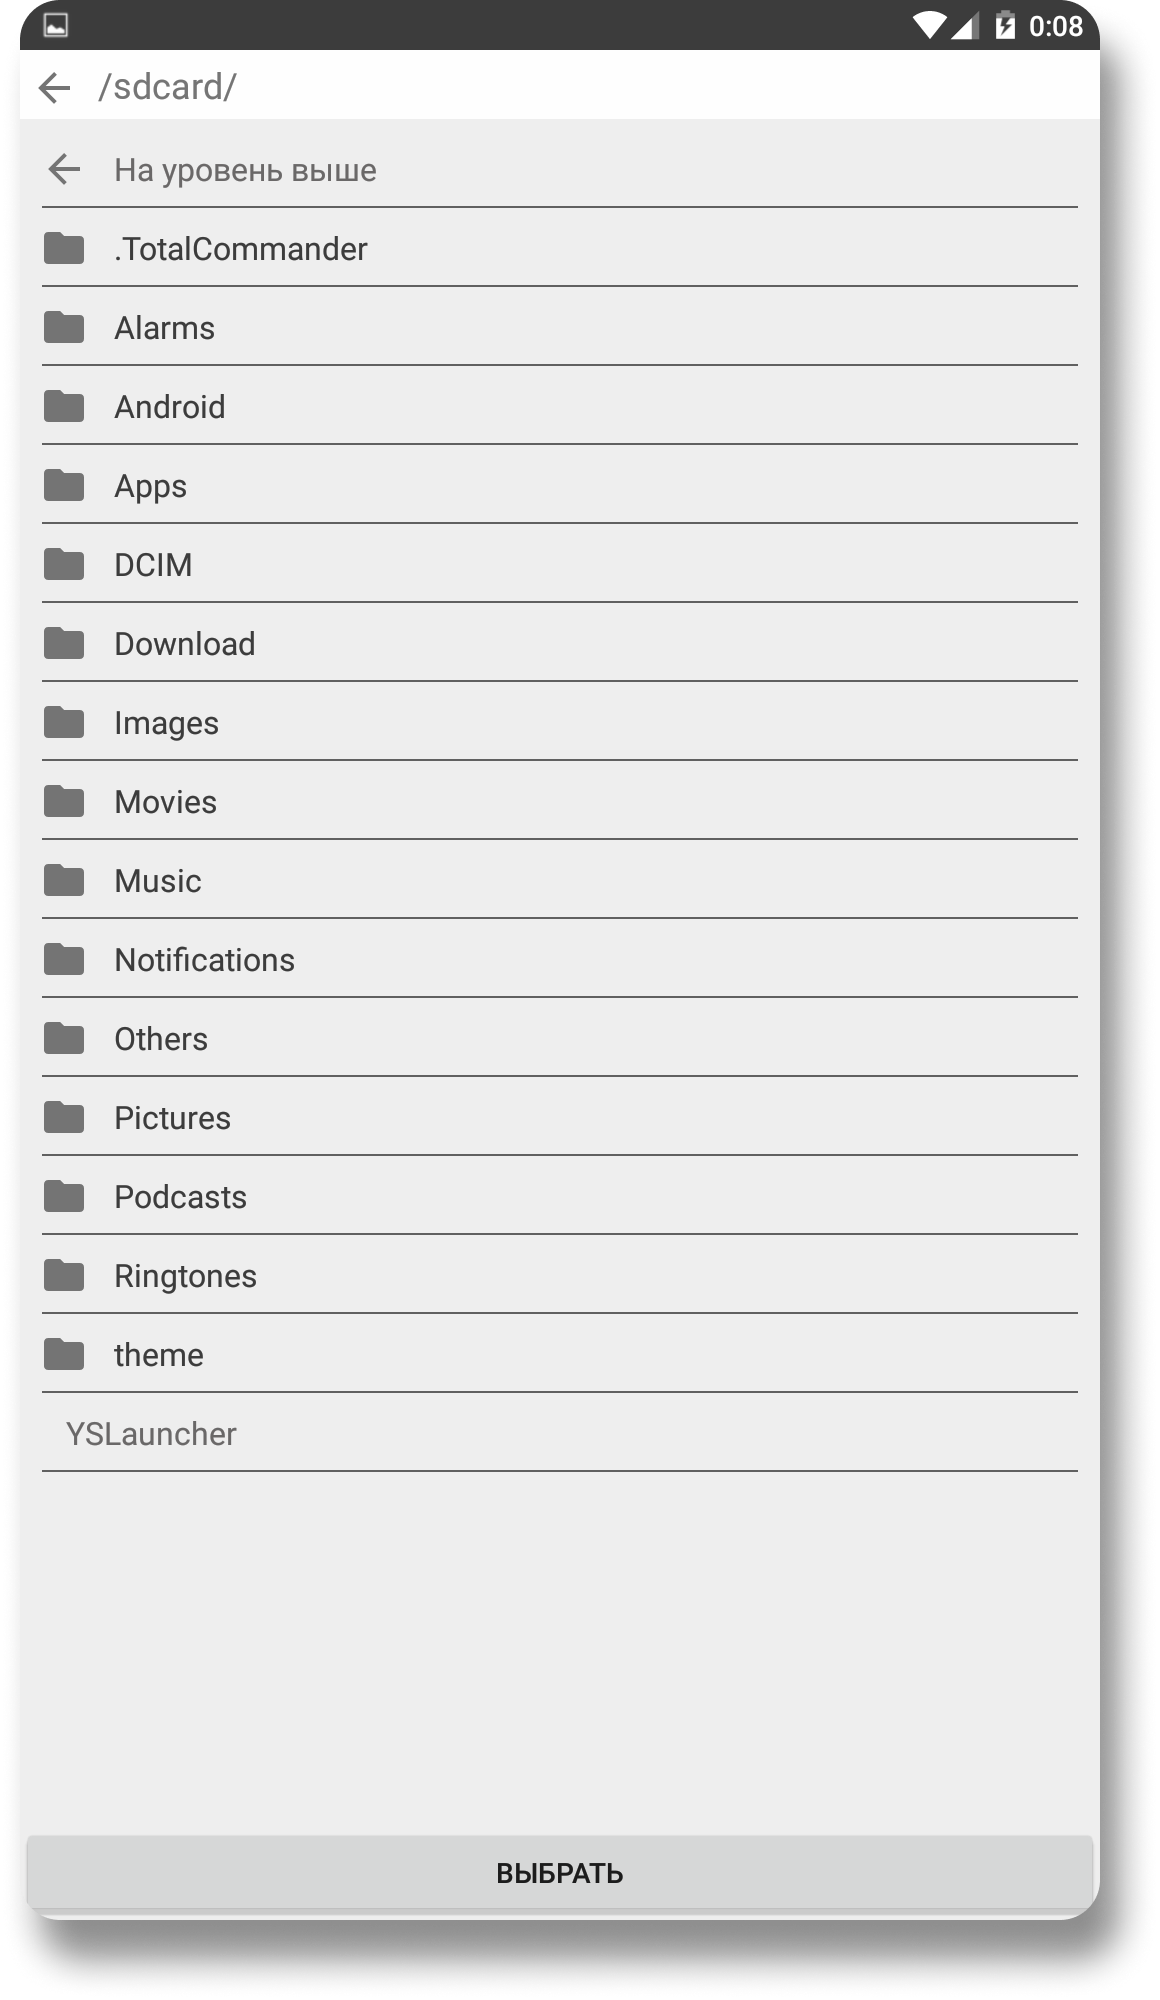 0:08
/sdcard/
На уровень выше
.TotalCommander
Alarms
Android
Apps
DCIM
Download
Images
Movies
Music
Notifications
Others
Pictures
Podcasts
Ringtones
theme
YSLauncher
ВЫБРАТЬ